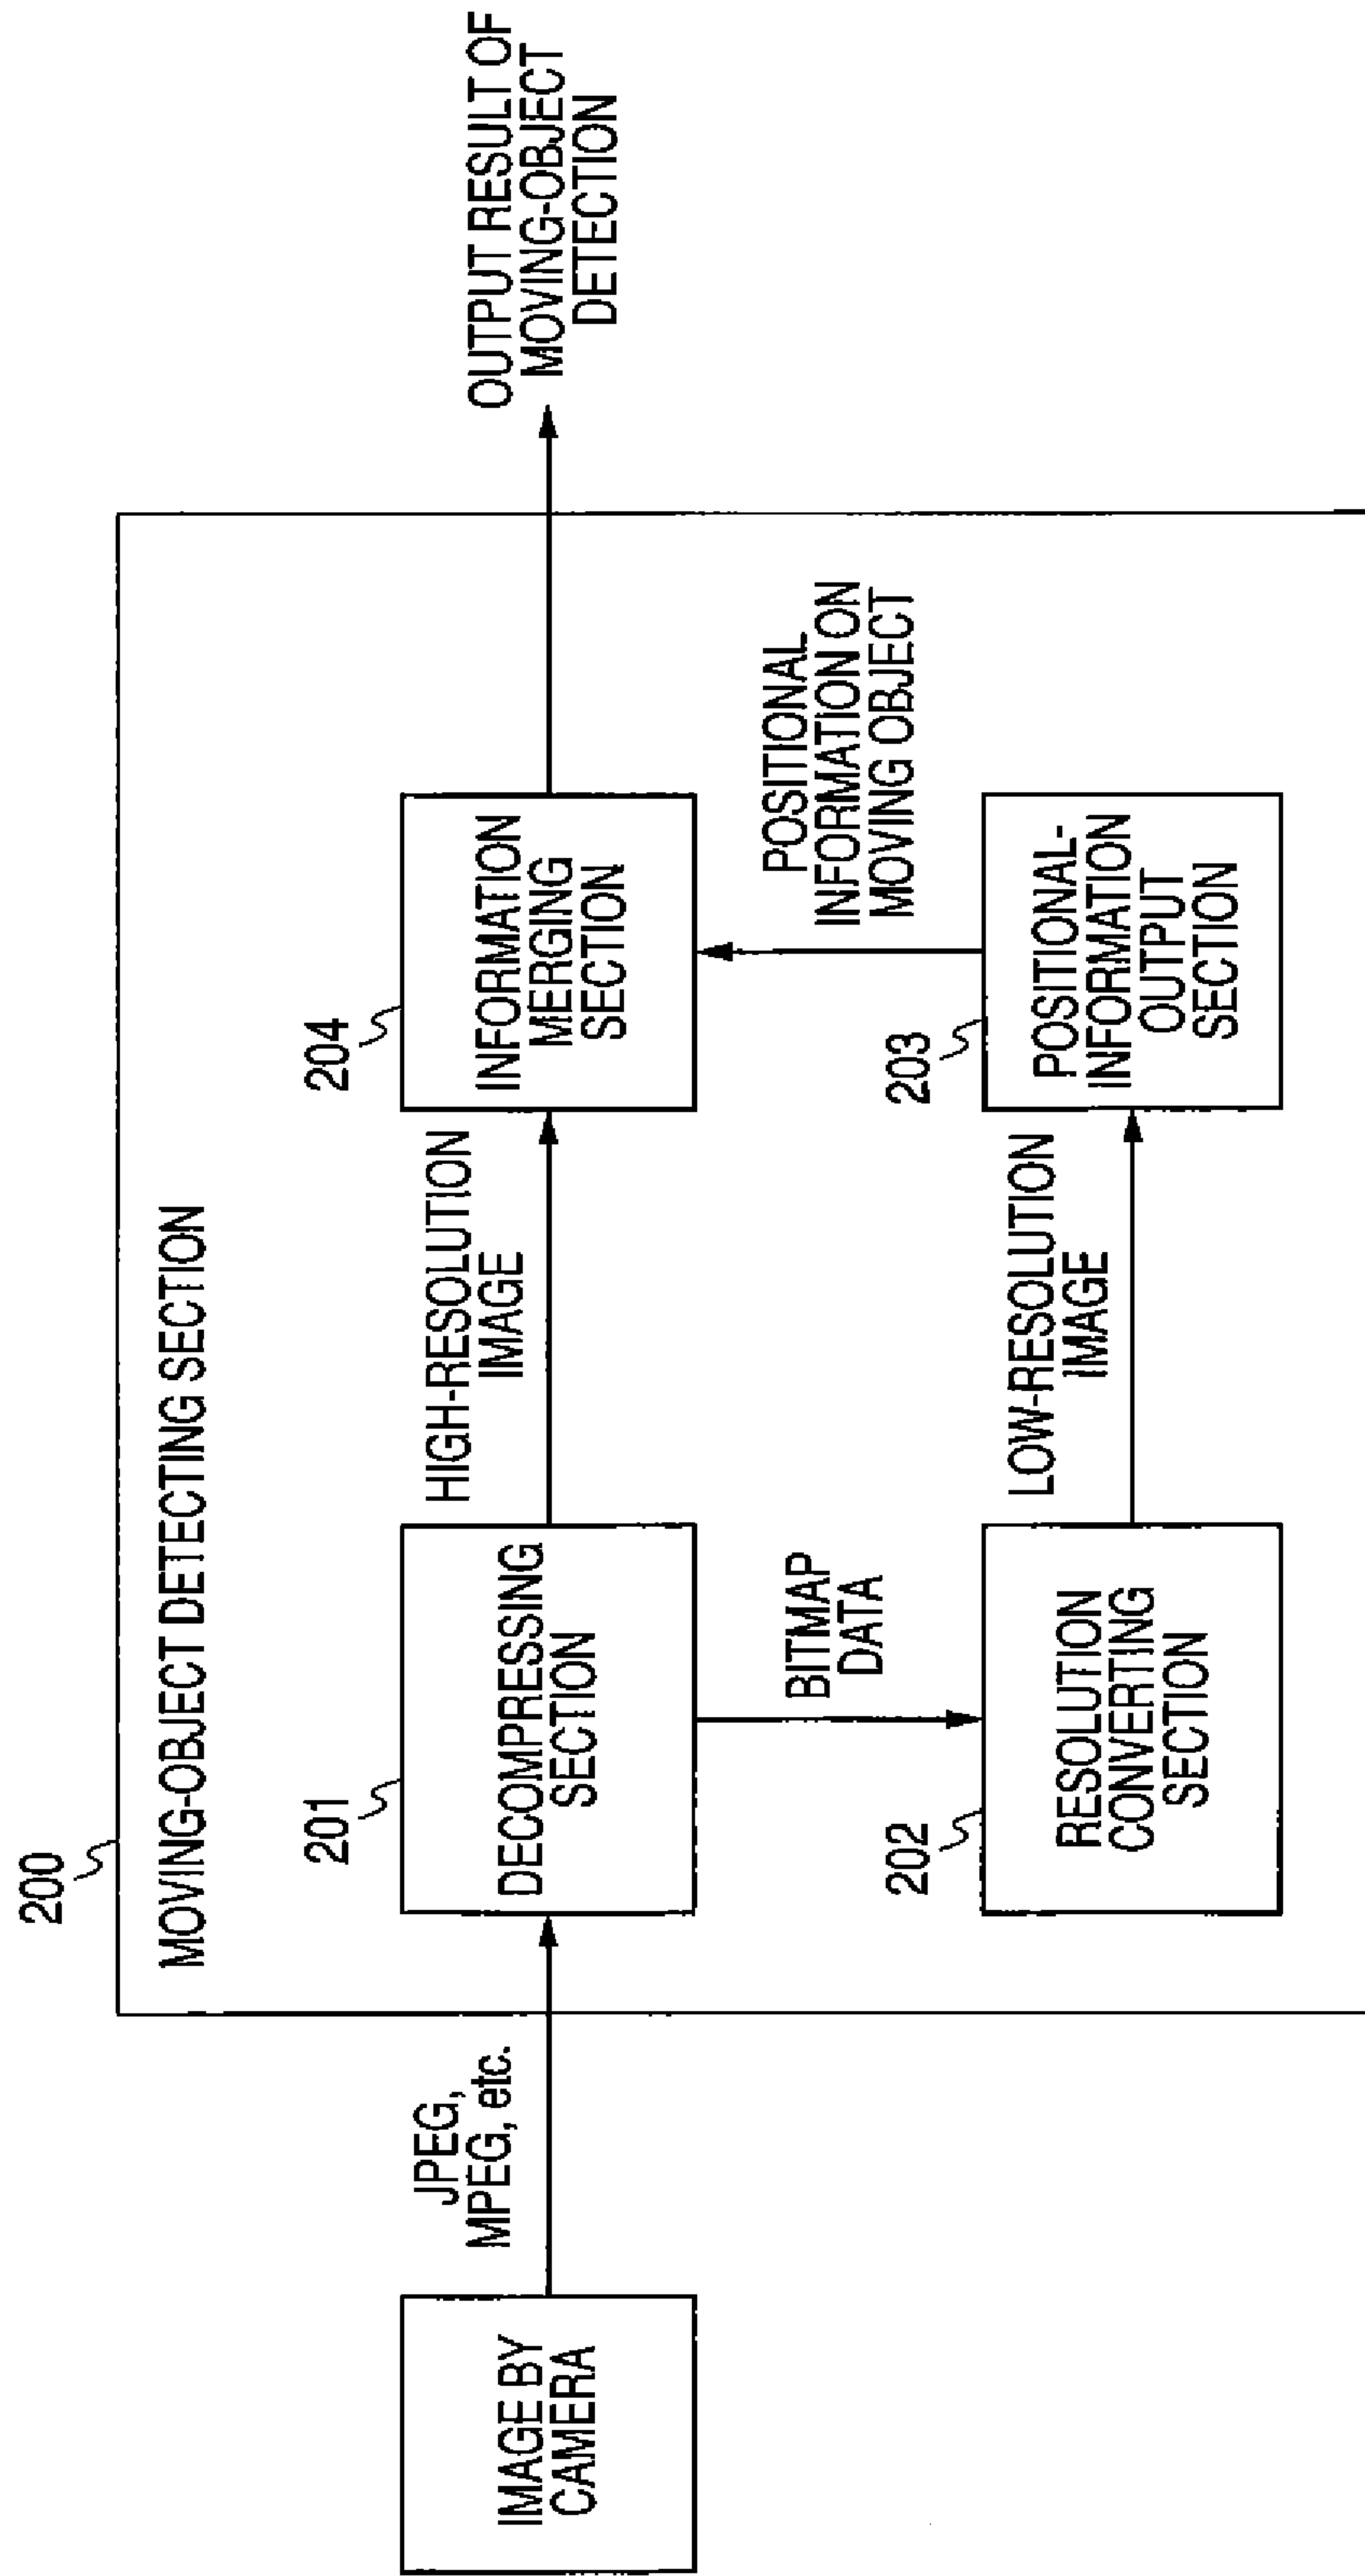 200
MOVING-OBJECT DETECTING SECTION
IMAGE BY
CAMERA
JPEG,
MPEG, etc.
201
DECOMPRESSING
SECTION
HIGH-RESOLUTION
IMAGE
204
INFORMATION
MERGING
SECTION
OUTPUT RESULT OF
MOVING-OBJECT
DETECTION
BITMAP
DATA
POSITIONAL
INFORMATION ON
MOVING OBJECT
202
RESOLUTION
CONVERTING
SECTION
LOW-RESOLUTION
IMAGE
203
POSITIONAL-
INFORMATION
OUTPUT
SECTION